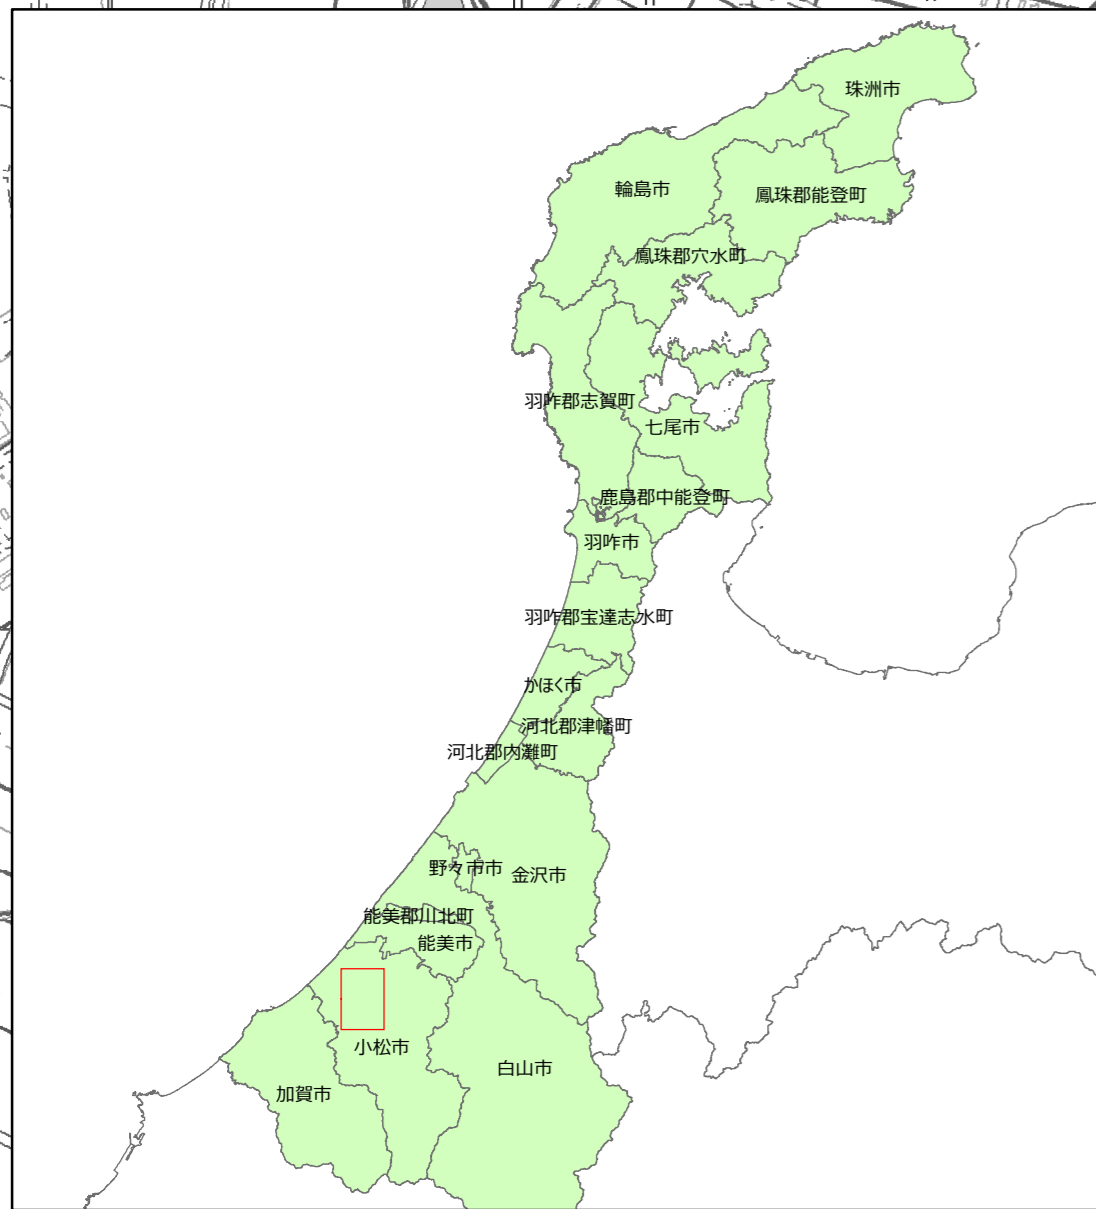 珠洲市
輪島市
鳳珠郡能登町
鳳珠郡穴水町
羽咋郡志賀町
七尾市
鹿島郡中能登町
羽咋市
羽咋郡宝達志水町
かほく市
河北郡津幡町
河北郡内灘町
野々市市
金沢市
能美郡川北町
能美市
小松市
白山市
加賀市